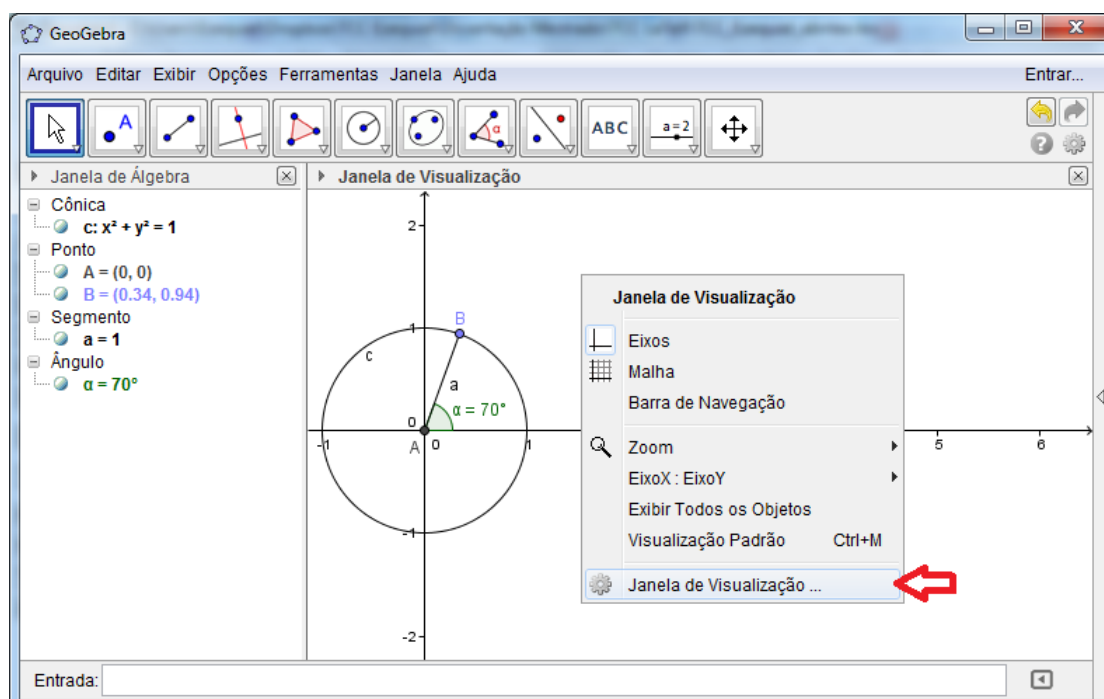 GeoGebra
Arquivo Editar Exibir Opções Ferramentas Janela Ajuda Entrar...
A ABC a=2 α
Janela de Álgebra
Janela de Visualização
Cônica
c: x² + y² = 1
Ponto
A = (0, 0)
B = (0.34, 0.94)
Segmento
a = 1
Ângulo
α = 70°
2
1
B
c
a
α = 70°
0
-1 A 0 1 5 6
-1
-2
Janela de Visualização
Eixos
Malha
Barra de Navegação
Zoom
EixoX : EixoY
Exibir Todos os Objetos
Visualização Padrão Ctrl+M
Janela de Visualização ...
Entrada: